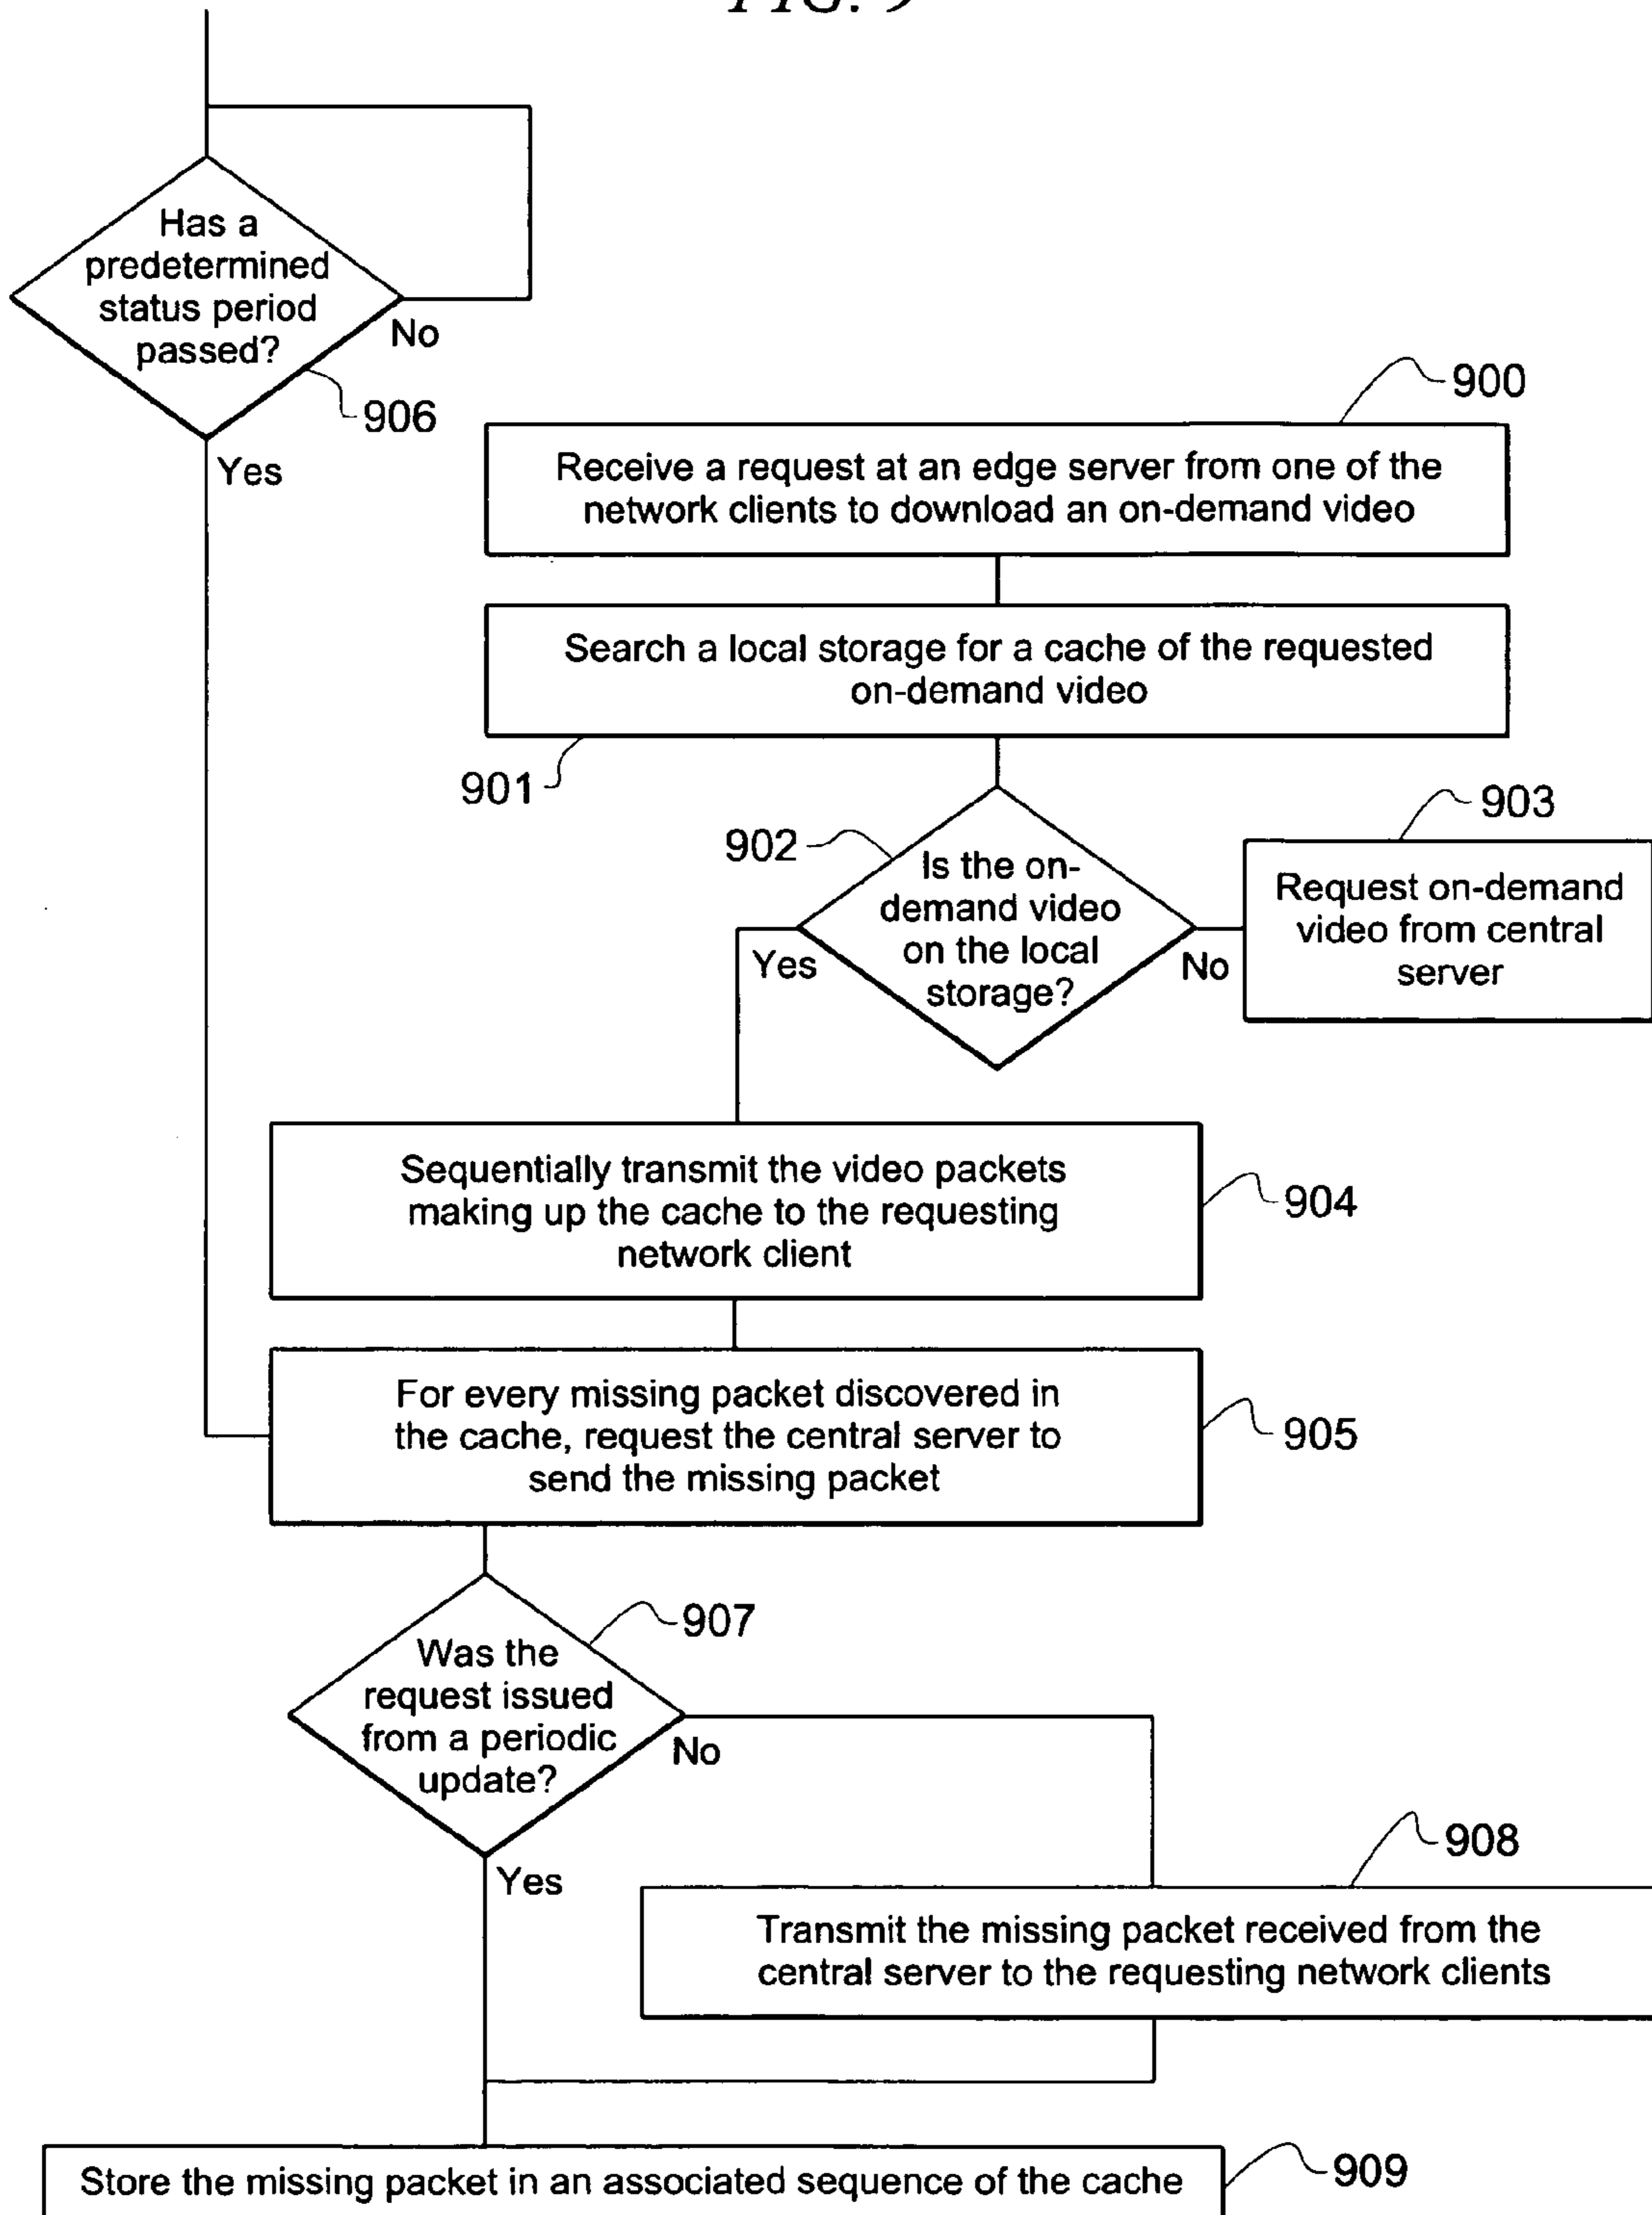 FIG. 9
Has a
predetermined
status period
passed?
No
906
Yes
900
Receive a request at an edge server from one of the
network clients to download an on-demand video
Search a local storage for a cache of the requested
on-demand video
901
902
Is the on-
demand video
on the local
storage?
Yes
No
903
Request on-demand
video from central
server
Sequentially transmit the video packets
making up the cache to the requesting
network client
904
For every missing packet discovered in
the cache, request the central server to
send the missing packet
905
907
Was the
request issued
from a periodic
update?
No
Yes
908
Transmit the missing packet received from the
central server to the requesting network clients
Store the missing packet in an associated sequence of the cache
909